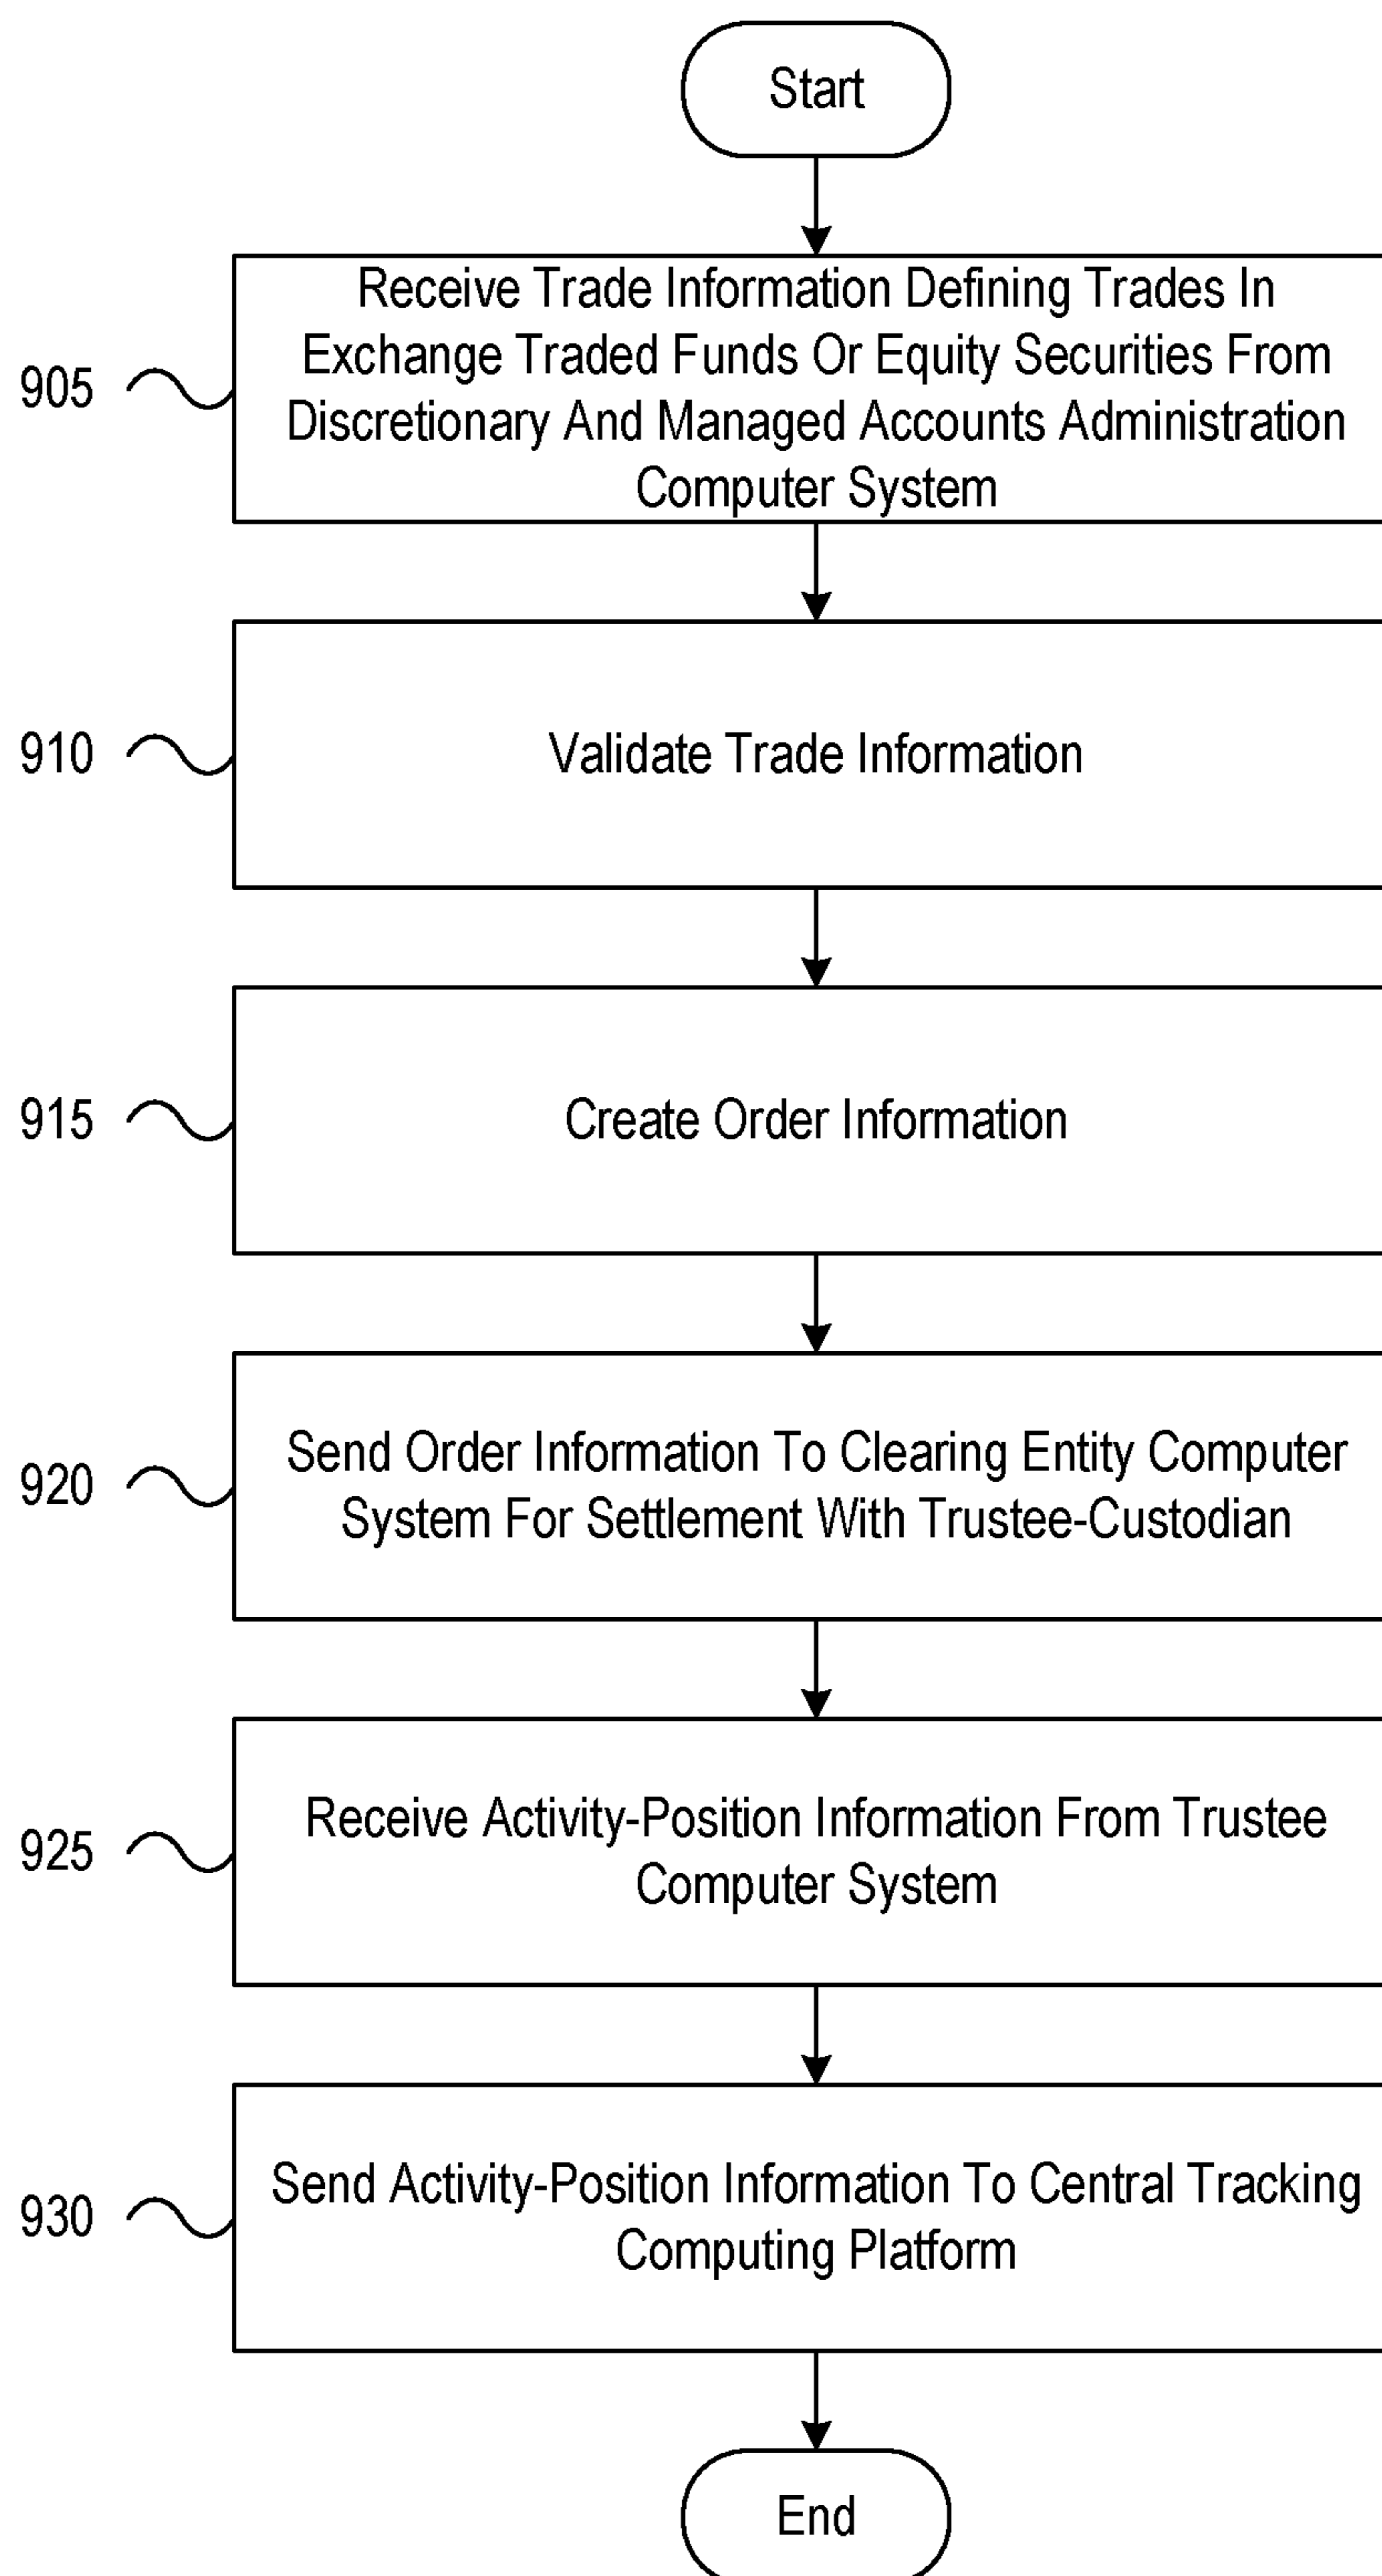 Start
905
Receive Trade Information Defining Trades In
Exchange Traded Funds Or Equity Securities From
Discretionary And Managed Accounts Administration
Computer System
910
Validate Trade Information
915
Create Order Information
920
Send Order Information To Clearing Entity Computer
System For Settlement With Trustee-Custodian
925
Receive Activity-Position Information From Trustee
Computer System
930
Send Activity-Position Information To Central Tracking
Computing Platform
End